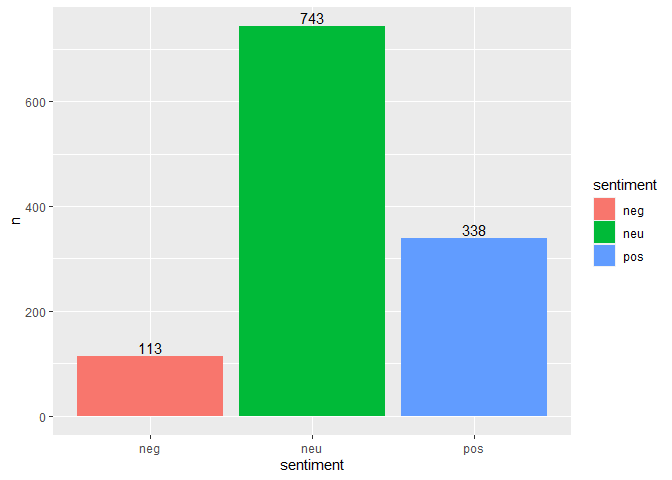 743
600
sentiment
neg
neu
pos
n
400
338
200
113
0
neg neu pos
sentiment